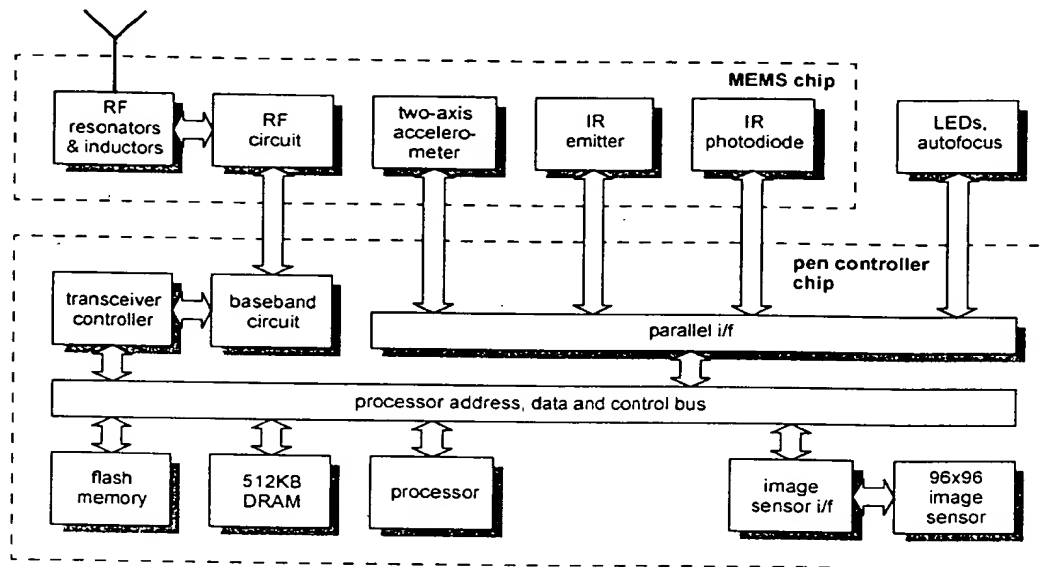 MEMS chip
RF
resonators
& inductors
RF
circuit
two-axis
accelero-
meter
IR
emitter
IR
photodiode
LEDs,
autofocus
pen controller
chip
transceiver
controller
baseband
circuit
parallel i/f
processor address, data and control bus
flash
memory
512KB
DRAM
processor
image
sensor i/f
96x96
image
sensor